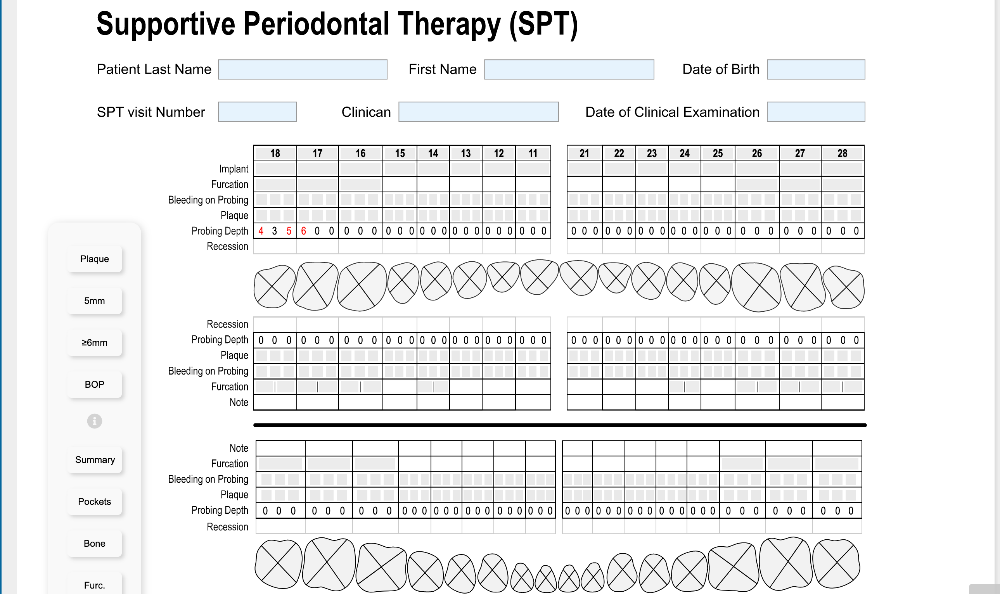 Supportive Periodontal Therapy (SPT)
Patient Last Name First Name Date of Birth
SPT visit Number Clinican Date of Clinical Examination
18 17 16 15 14 13 12 11 21 22 23 24 25 26 27 28
Implant
Furcation
Bleeding on Probing
Plaque
Probing Depth 4 3 5 6 0 0 0 0 0 0 0 0 0 0 0 0 0 0 0 0 0 0 0 0 0 0 0 0 0 0 0 0 0 0 0 0 0 0 0 0 0 0 0 0 0 0 0 0
Recession
Recession
Probing Depth 0 0 0 0 0 0 0 0 0 0 0 0 0 0 0 0 0 0 0 0 0 0 0 0 0 0 0 0 0 0 0 0 0 0 0 0 0 0 0 0 0 0 0 0 0 0 0 0
Plaque
Bleeding on Probing
Furcation
Note
Note
Furcation
Bleeding on Probing
Plaque
Probing Depth 0 0 0 0 0 0 0 0 0 0 0 0 0 0 0 0 0 0 0 0 0 0 0 0 0 0 0 0 0 0 0 0 0 0 0 0 0 0 0 0 0 0 0 0 0 0 0 0
Recession
Plaque
5mm
≥6mm
BOP
i
Summary
Pockets
Bone
Furc.